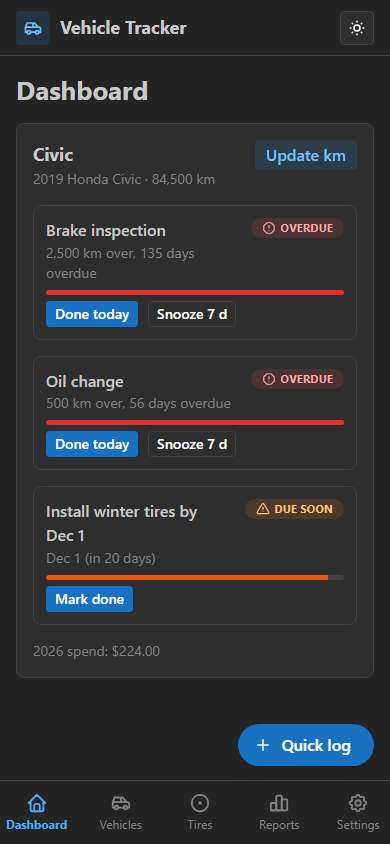 Vehicle Tracker
Dashboard
Civic
Update km
2019 Honda Civic · 84,500 km
Brake inspection
OVERDUE
2,500 km over, 135 days
overdue
Done today
Snooze 7 d
Oil change
OVERDUE
500 km over, 56 days overdue
Done today
Snooze 7 d
Install winter tires by
Dec 1
DUE SOON
Dec 1 (in 20 days)
Mark done
2026 spend: $224.00
+ Quick log
Dashboard
Vehicles
Tires
Reports
Settings